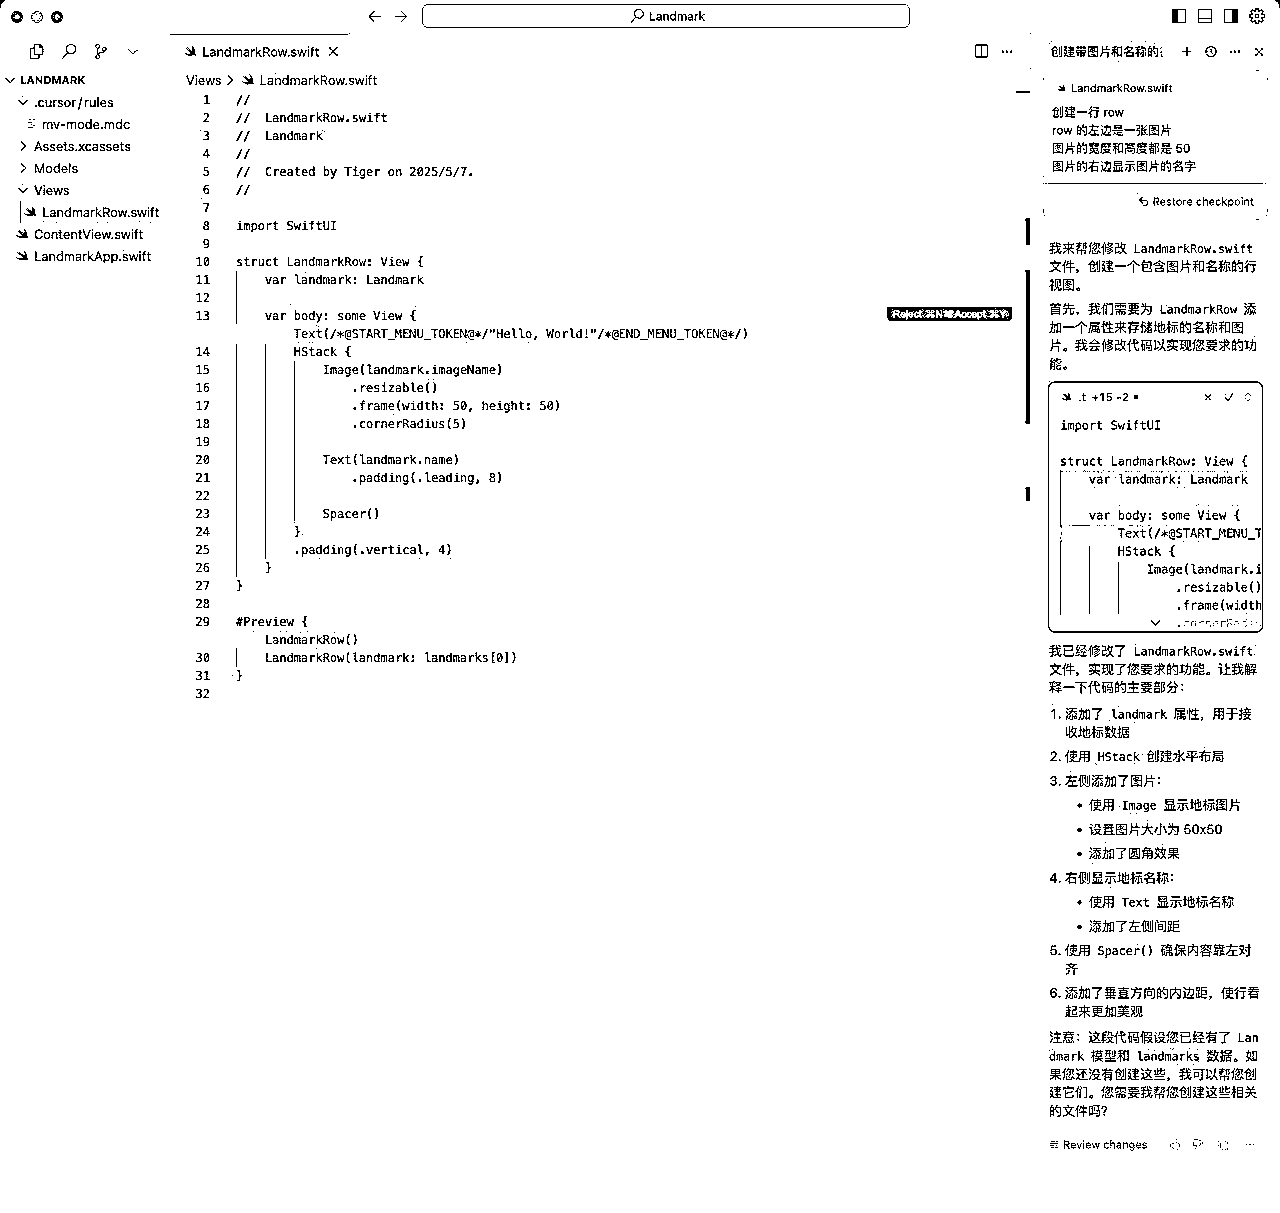 Landmark
LANDMARK
.cursor/rules
mv-mode.mdc
Assets.xcassets
Models
Views
LandmarkRow.swift
ContentView.swift
LandmarkApp.swift
LandmarkRow.swift
Views > LandmarkRow.swift
1 //
2 //  LandmarkRow.swift
3 //  Landmark
4 //
5 //  Created by Tiger on 2025/5/7.
6 //
7
8 import SwiftUI
9
10 struct LandmarkRow: View {
11     var landmark: Landmark
12
13     var body: some View {
Reject ⌘N Accept ⌘Y
        Text(/*@START_MENU_TOKEN@*/"Hello, World!"/*@END_MENU_TOKEN@*/)
14         HStack {
15             Image(landmark.imageName)
16                 .resizable()
17                 .frame(width: 50, height: 50)
18                 .cornerRadius(5)
19
20             Text(landmark.name)
21                 .padding(.leading, 8)
22
23             Spacer()
24         }
25         .padding(.vertical, 4)
26     }
27 }
28
29 #Preview {
    LandmarkRow()
30     LandmarkRow(landmark: landmarks[0])
31 }
32
创建带图片和名称的
LandmarkRow.swift
创建一行 row
row 的左边是一张图片
图片的宽度和高度都是 50
图片的右边显示图片的名字
Restore checkpoint
我来帮您修改 LandmarkRow.swift
文件，创建一个包含图片和名称的行
视图。
首先，我们需要为 LandmarkRow 添
加一个属性来存储地标的名称和图
片。我会修改代码以实现您要求的功
能。
.t +15 -2
import SwiftUI
struct LandmarkRow: View {
    var landmark: Landmark
    var body: some View {
        Text(/*@START_MENU_T
        HStack {
            Image(landmark.i
                .resizable()
                .frame(width
                .cornerRadiu
我已经修改了 LandmarkRow.swift
文件，实现了您要求的功能。让我解
释一下代码的主要部分：
1. 添加了 landmark 属性，用于接
收地标数据
2. 使用 HStack 创建水平布局
3. 左侧添加了图片：
• 使用 Image 显示地标图片
• 设置图片大小为 50x50
• 添加了圆角效果
4. 右侧显示地标名称：
• 使用 Text 显示地标名称
• 添加了左侧间距
5. 使用 Spacer() 确保内容靠左对
齐
6. 添加了垂直方向的内边距，使行看
起来更加美观
注意：这段代码假设您已经有了 Lan
dmark 模型和 landmarks 数据。如
果您还没有创建这些，我可以帮您创
建它们。您需要我帮您创建这些相关
的文件吗？
Review changes